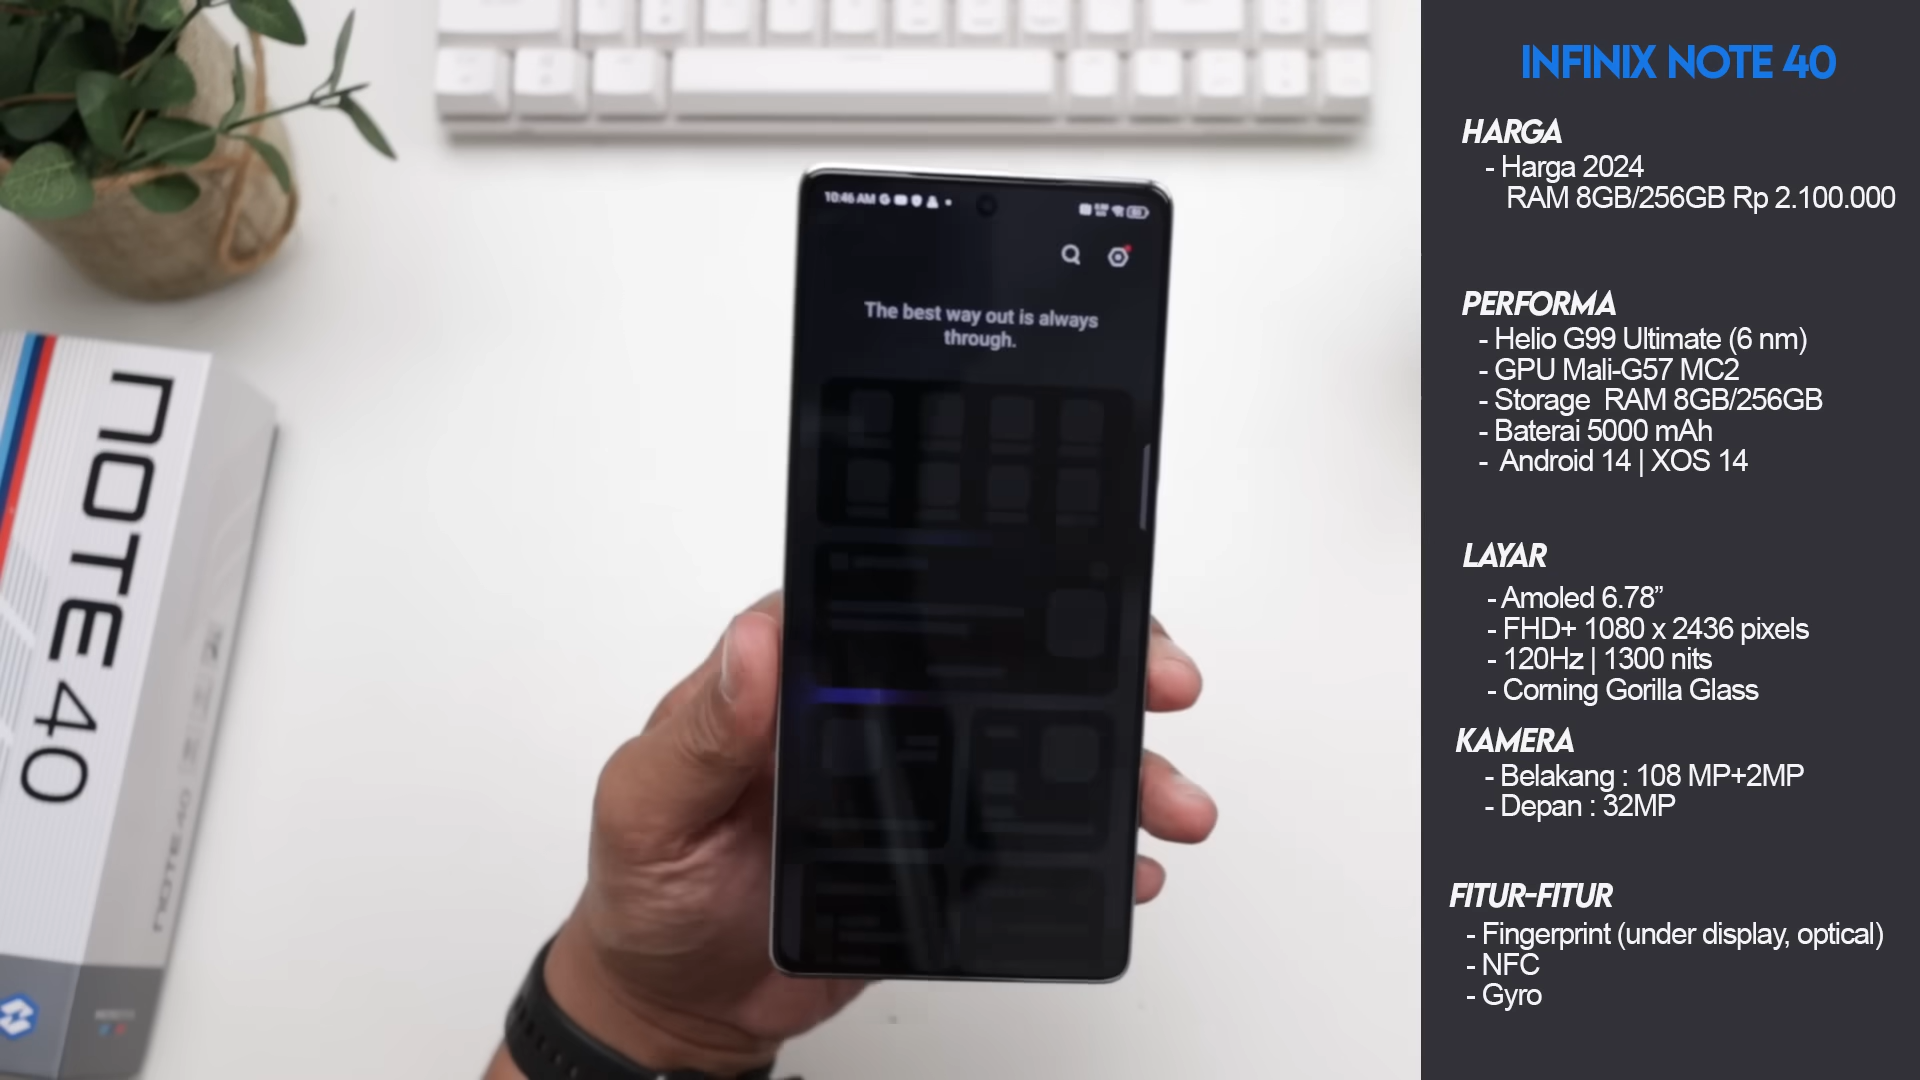 10:46 AM
The best way out is always
through.
NOTE 40
NOTE 40
INFINIX NOTE 40
HARGA
- Harga 2024
RAM 8GB/256GB Rp 2.100.000
PERFORMA
- Helio G99 Ultimate (6 nm)
- GPU Mali-G57 MC2
- Storage RAM 8GB/256GB
- Baterai 5000 mAh
- Android 14 | XOS 14
LAYAR
- Amoled 6.78”
- FHD+ 1080 x 2436 pixels
- 120Hz | 1300 nits
- Corning Gorilla Glass
KAMERA
- Belakang : 108 MP+2MP
- Depan : 32MP
FITUR-FITUR
- Fingerprint (under display, optical)
- NFC
- Gyro